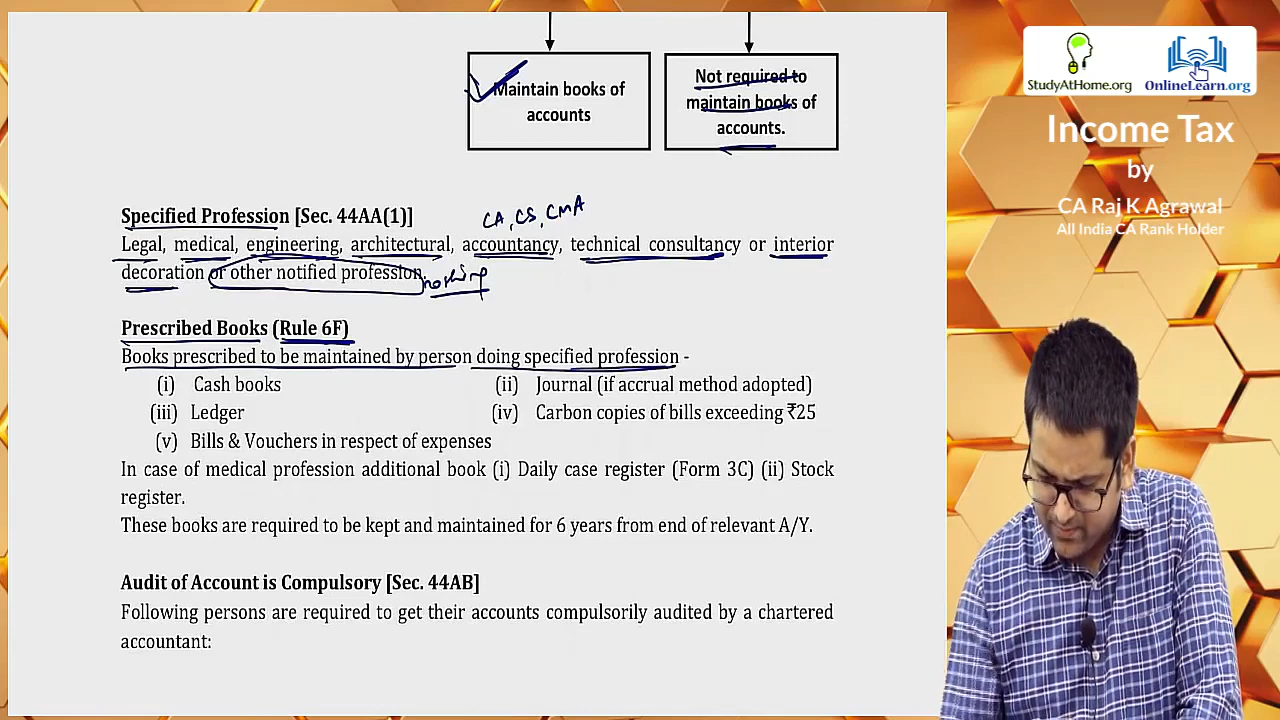 Maintain books of
accounts
Not required to
maintain books of
accounts.
StudyAtHome.org
OnlineLearn.org
Income Tax
by
CA Raj K Agrawal
All India CA Rank Holder
CA, CS, CMA
Specified Profession [Sec. 44AA(1)]
Legal, medical, engineering, architectural, accountancy, technical consultancy or interior
decoration or other notified profession.
nothing
Prescribed Books (Rule 6F)
Books prescribed to be maintained by person doing specified profession -
(i) Cash books (ii) Journal (if accrual method adopted)
(iii) Ledger (iv) Carbon copies of bills exceeding ₹25
(v) Bills & Vouchers in respect of expenses
In case of medical profession additional book (i) Daily case register (Form 3C) (ii) Stock
register.
These books are required to be kept and maintained for 6 years from end of relevant A/Y.
Audit of Account is Compulsory [Sec. 44AB]
Following persons are required to get their accounts compulsorily audited by a chartered
accountant: